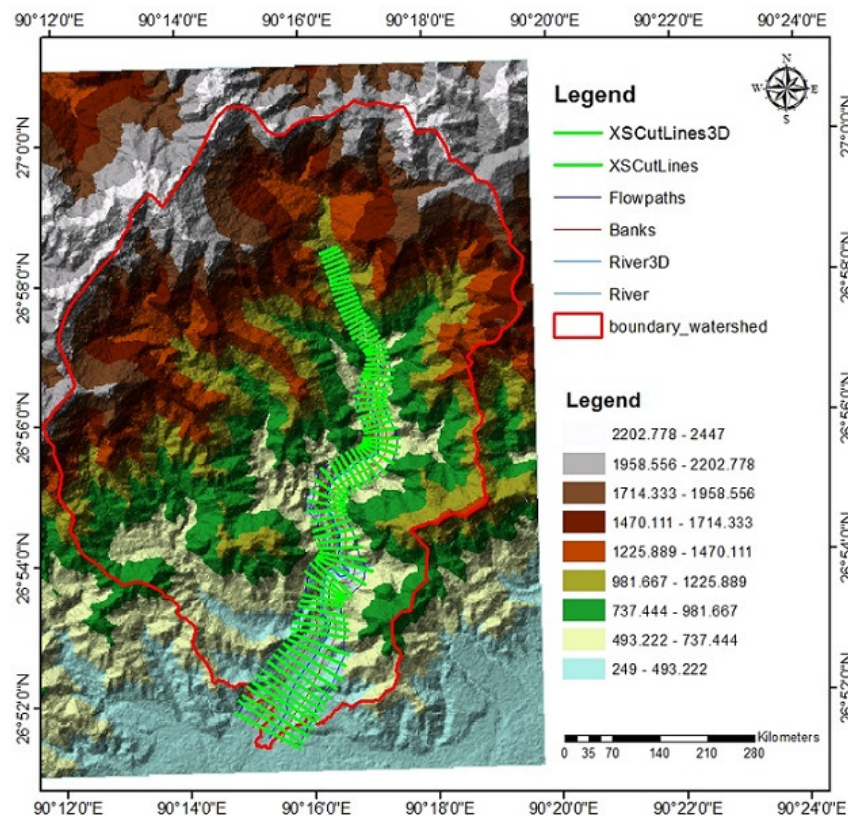 90°12'0"E 90°14'0"E 90°16'0"E 90°18'0"E 90°20'0"E 90°22'0"E 90°24'0"E
N
W E
S
Legend
XSCutLines3D
XSCutLines
Flowpaths
Banks
River3D
River
boundary_watershed
Legend
2202.778 - 2447
1958.556 - 2202.778
1714.333 - 1958.556
1470.111 - 1714.333
1225.889 - 1470.111
981.667 - 1225.889
737.444 - 981.667
493.222 - 737.444
249 - 493.222
Kilometers
0 35 70 140 210 280
27°0'0"N
26°58'0"N
26°56'0"N
26°54'0"N
26°52'0"N
27°0'0"N
26°58'0"N
26°56'0"N
26°54'0"N
26°52'0"N
90°12'0"E 90°14'0"E 90°16'0"E 90°18'0"E 90°20'0"E 90°22'0"E 90°24'0"E